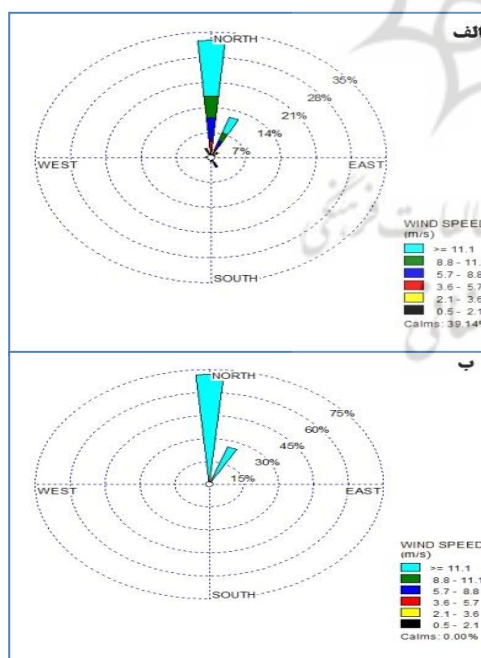 الف
NORTH
35%
28%
21%
14%
7%
WEST
EAST
SOUTH
WIND SPEED
(m/s)
>= 11.1
8.8 - 11.
5.7 - 8.8
3.6 - 5.7
2.1 - 3.6
0.5 - 2.1
Calms: 39.14%
ب
NORTH
75%
60%
45%
30%
15%
WEST
EAST
SOUTH
WIND SPEED
(m/s)
>= 11.1
8.8 - 11.1
5.7 - 8.8
3.6 - 5.7
2.1 - 3.6
0.5 - 2.1
Calms: 0.00%